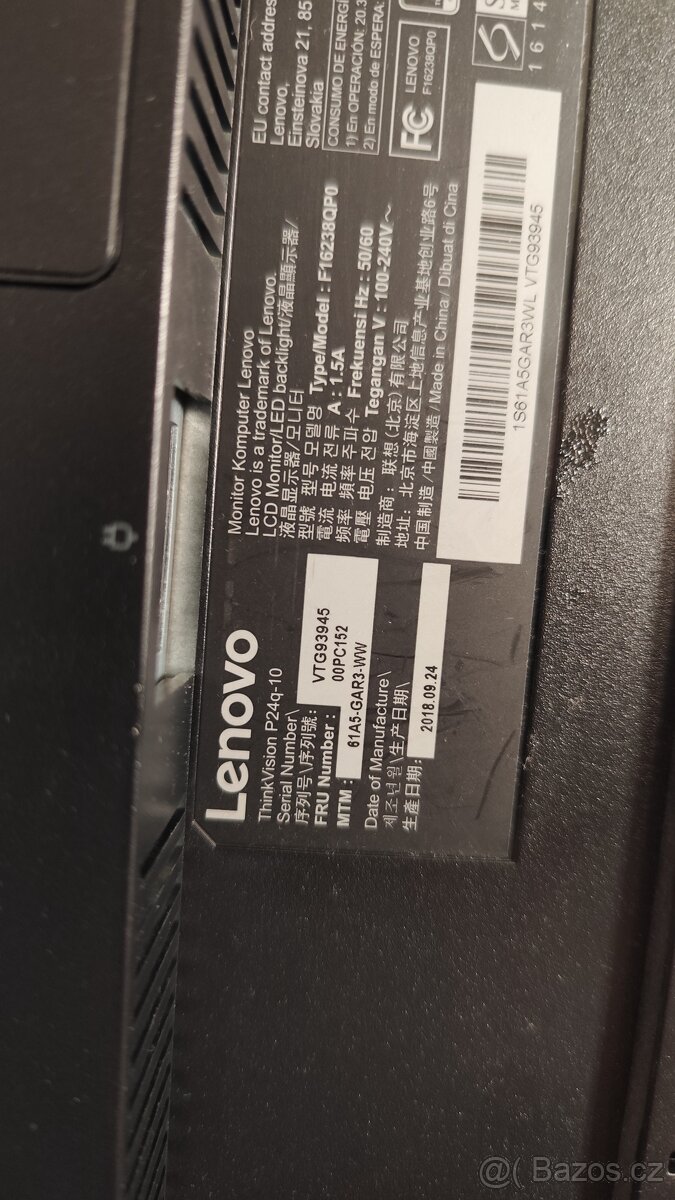 Lenovo
ThinkVision P24q-10
Serial Number\
序列号\序列號: VTG93945
FRU Number : 00PC152
MTM : 61A5-GAR3-WW
Date of Manufacture\
제조년월\生产日期\
生產日期: 2018.09.24
Monitor Komputer Lenovo
Lenovo is a trademark of Lenovo.
LCD Monitor/LED backlight/液晶顯示器/
液晶显示器/모니터
型號 型号 모델명 Type/Model : F16238QP0
電流 电流 전류 A : 1.5A
频率 頻率 주파수 Frekuensi Hz : 50/60
電壓 电压 전압 Tegangan V : 100-240V ～
制造商: 联想(北京)有限公司
地址: 北京市海淀区上地信息产业基地创业路6号
中国制造/中國製造/Made in China/ Dibuat di Cina
1S61A5GAR3WL VTG93945
EU contact addre
Lenovo,
Einsteinova 21, 85
Slovakia
CONSUMO DE ENERGÍ
1) En OPERACIÓN: 20.3
2) En modo de ESPERA:
FC LENOVO
F16238QP0
1614
@( Bazos.cz